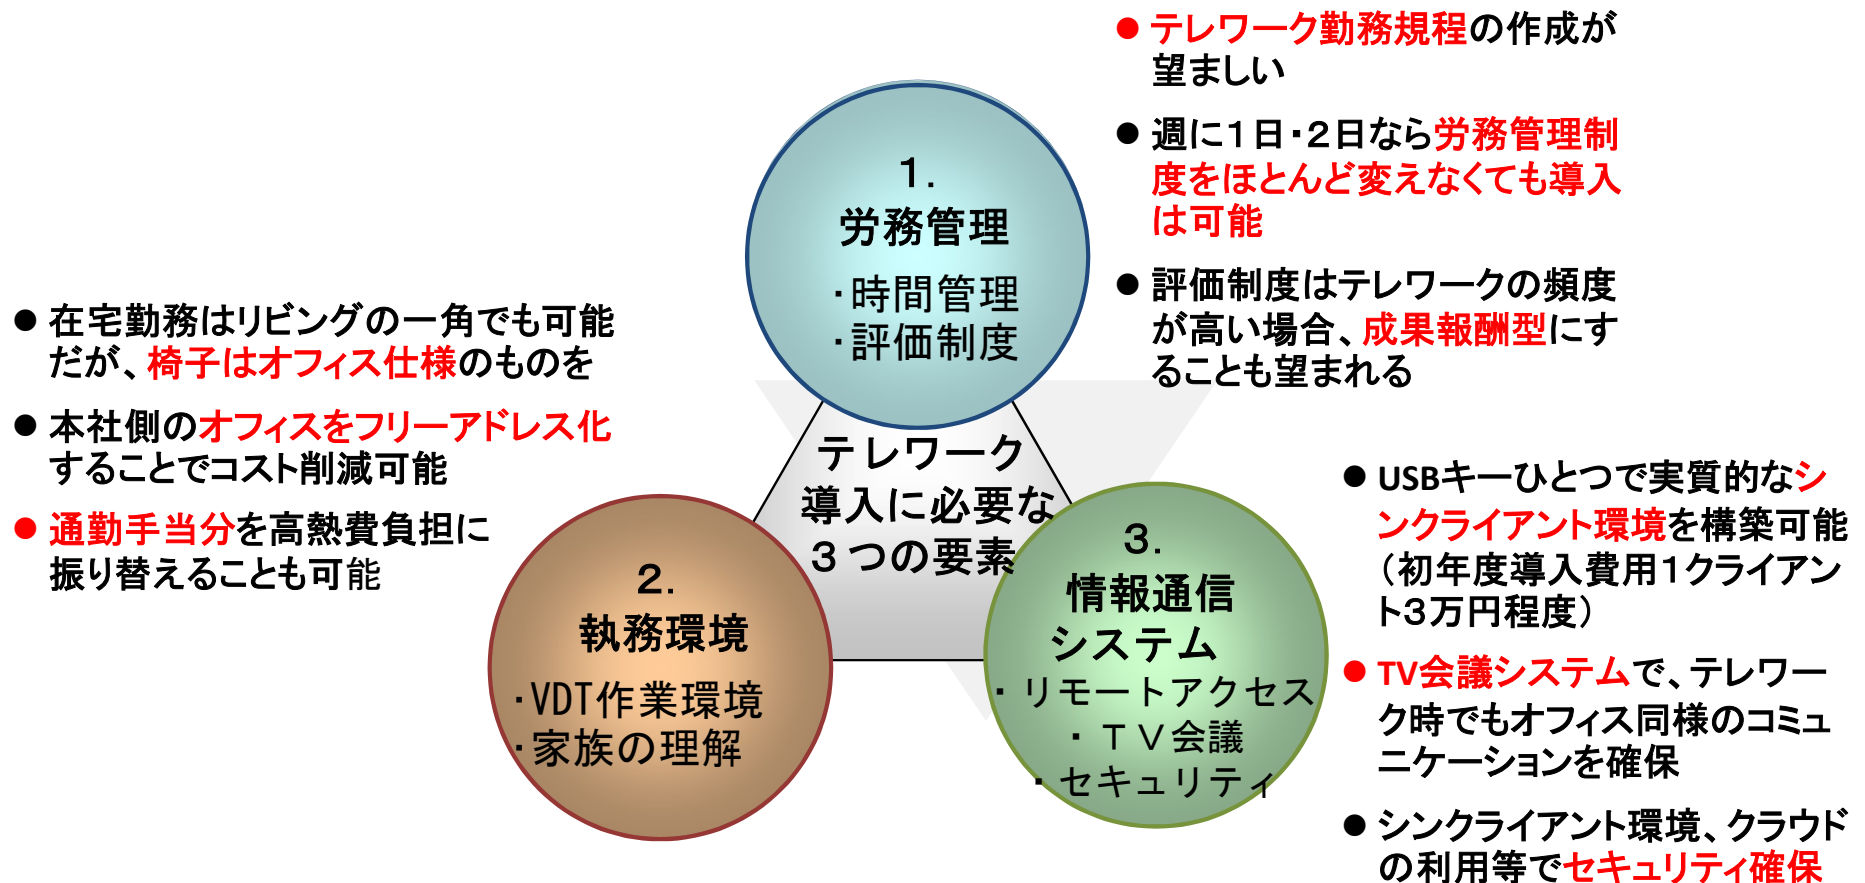 ● テレワーク勤務規程の作成が
望ましい
● 週に１日・２日なら労務管理制
度をほとんど変えなくても導入
は可能
● 評価制度はテレワークの頻度
が高い場合、成果報酬型にす
ることも望まれる
１．
労務管理
・時間管理
・評価制度
● 在宅勤務はリビングの一角でも可能
だが、椅子はオフィス仕様のものを
● 本社側のオフィスをフリーアドレス化
することでコスト削減可能
● 通勤手当分を高熱費負担に
振り替えることも可能
テレワーク
導入に必要な
３つの要素
２．
執務環境
・VDT作業環境
・家族の理解
３．
情報通信
システム
・リモートアクセス
・ＴＶ会議
・セキュリティ
● USBキーひとつで実質的なシ
ンクライアント環境を構築可能
（初年度導入費用１クライアン
ト３万円程度）
● TV会議システムで、テレワー
ク時でもオフィス同様のコミュ
ニケーションを確保
● シンクライアント環境、クラウド
の利用等でセキュリティ確保